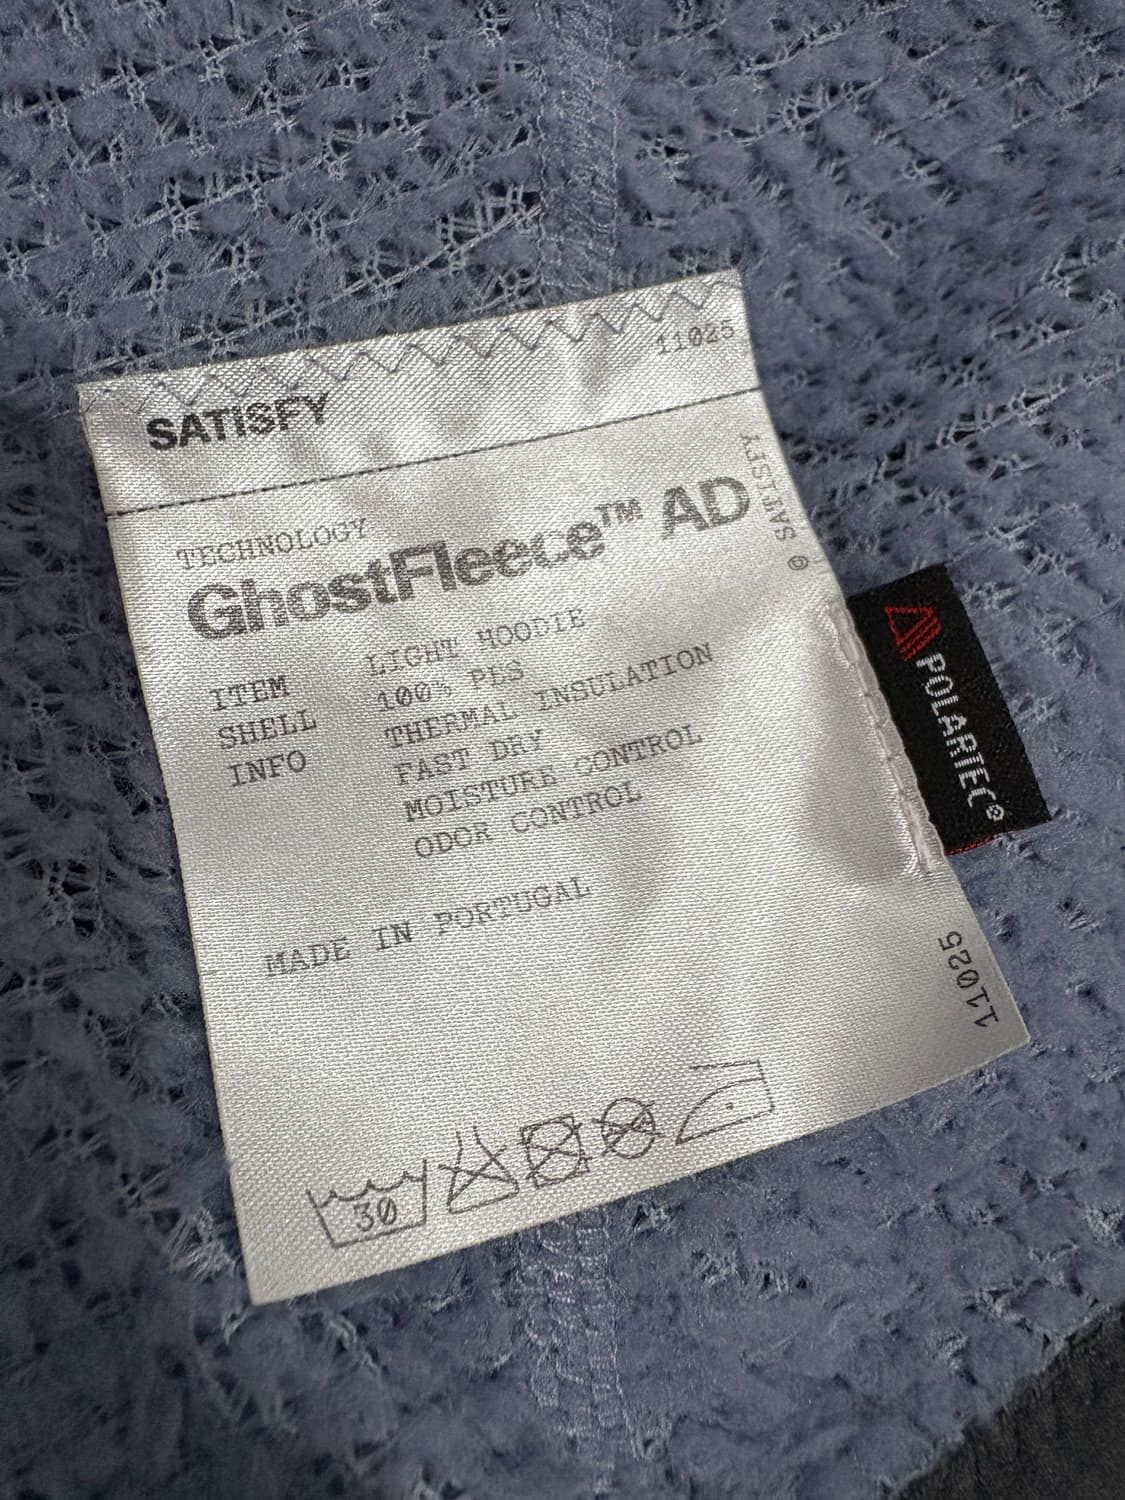 11025
SATISFY
TECHNOLOGY
GhostFleece™ AD
SATISFY ©
ITEM LIGHT HOODIE
SHELL 100% PES
INFO THERMAL INSULATION
FAST DRY
MOISTURE CONTROL
ODOR CONTROL
MADE IN PORTUGAL
POLARTEC®
11025
30